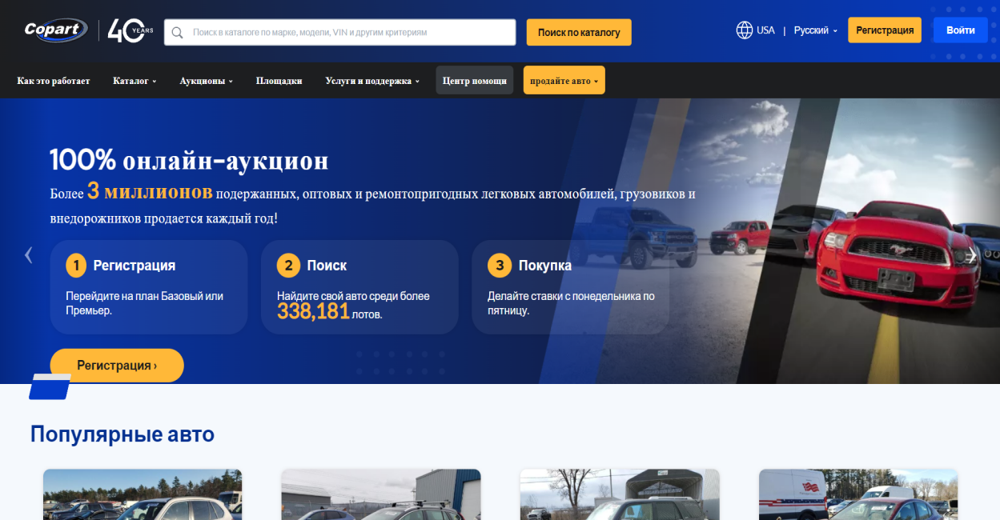 Copart
40 YEARS
Поиск в каталоге по марке, модели, VIN и другим критериям
Поиск по каталогу
USA | Русский
Регистрация
Войти
Как это работает
Каталог
Аукционы
Площадки
Услуги и поддержка
Центр помощи
продайте авто
100% онлайн-аукцион
Более 3 миллионов подержанных, оптовых и ремонтопригодных легковых автомобилей, грузовиков и
внедорожников продается каждый год!
1 Регистрация
Перейдите на план Базовый или
Премьер.
2 Поиск
Найдите свой авто среди более
338,181 лотов.
3 Покупка
Делайте ставки с понедельника по
пятницу.
Регистрация ›
Популярные авто